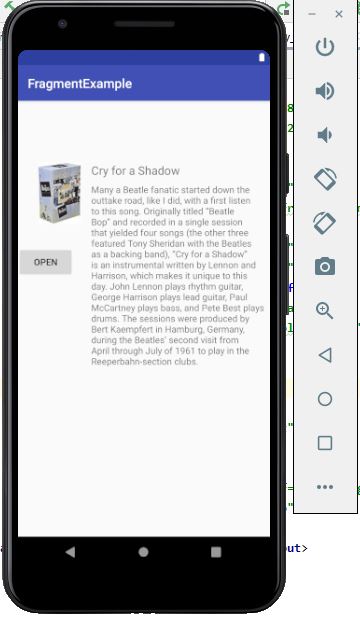 FragmentExample
Cry for a Shadow
Many a Beatle fanatic started down the
outtake road, like I did, with a first listen
to this song. Originally titled “Beatle
Bop” and recorded in a single session
that yielded four songs (the other three
featured Tony Sheridan with the Beatles
as a backing band), “Cry for a Shadow”
is an instrumental written by Lennon and
Harrison, which makes it unique to this
day. John Lennon plays rhythm guitar,
George Harrison plays lead guitar, Paul
McCartney plays bass, and Pete Best plays
drums. The sessions were produced by
Bert Kaempfert in Hamburg, Germany,
during the Beatles’ second visit from
April through July of 1961 to play in the
Reeperbahn-section clubs.
OPEN
out>